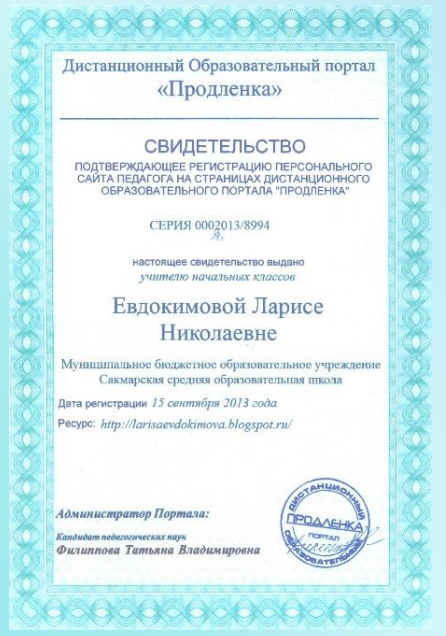 Дистанционный Образовательный портал
«Продленка»
СВИДЕТЕЛЬСТВО
ПОДТВЕРЖДАЮЩЕЕ РЕГИСТРАЦИЮ ПЕРСОНАЛЬНОГО
САЙТА ПЕДАГОГА НА СТРАНИЦАХ ДИСТАНЦИОННОГО
ОБРАЗОВАТЕЛЬНОГО ПОРТАЛА "ПРОДЛЕНКА"
СЕРИЯ 0002013/8994
настоящее свидетельство выдано
учителю начальных классов
Евдокимовой Ларисе
Николаевне
Муниципальное бюджетное образовательное учреждение
Сакмарская средняя образовательная школа
Дата регистрации 15 сентября 2013 года
Ресурс: http://larisaevdokimova.blogspot.ru/
Администратор Портала:
Кандидат педагогических наук
Филиппова Татьяна Владимировна
ДИСТАНЦИОННЫЙ
ПРОДЛЕНКА
ПОРТАЛ
ОБРАЗОВАТЕЛЬНЫЙ